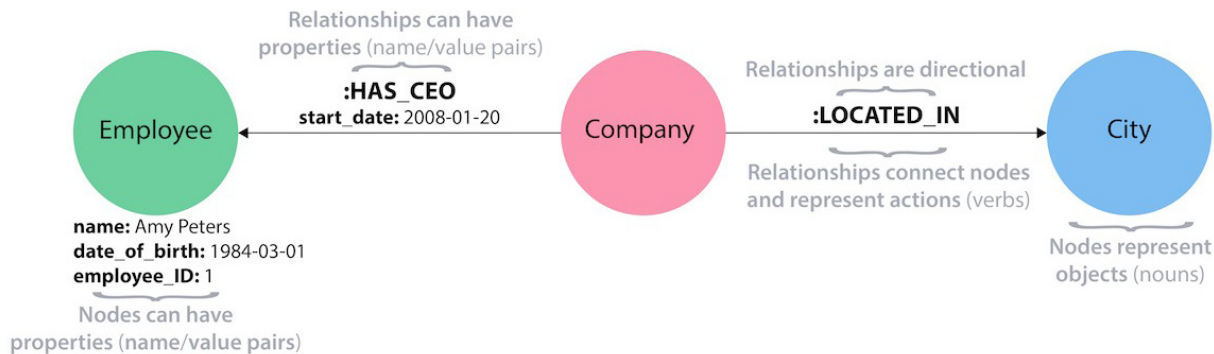 Relationships can have
properties (name/value pairs)
:HAS_CEO
start_date: 2008-01-20
Employee
Company
Relationships are directional
:LOCATED_IN
City
Relationships connect nodes
and represent actions (verbs)
name: Amy Peters
date_of_birth: 1984-03-01
employee_ID: 1
Nodes can have
properties (name/value pairs)
Nodes represent
objects (nouns)